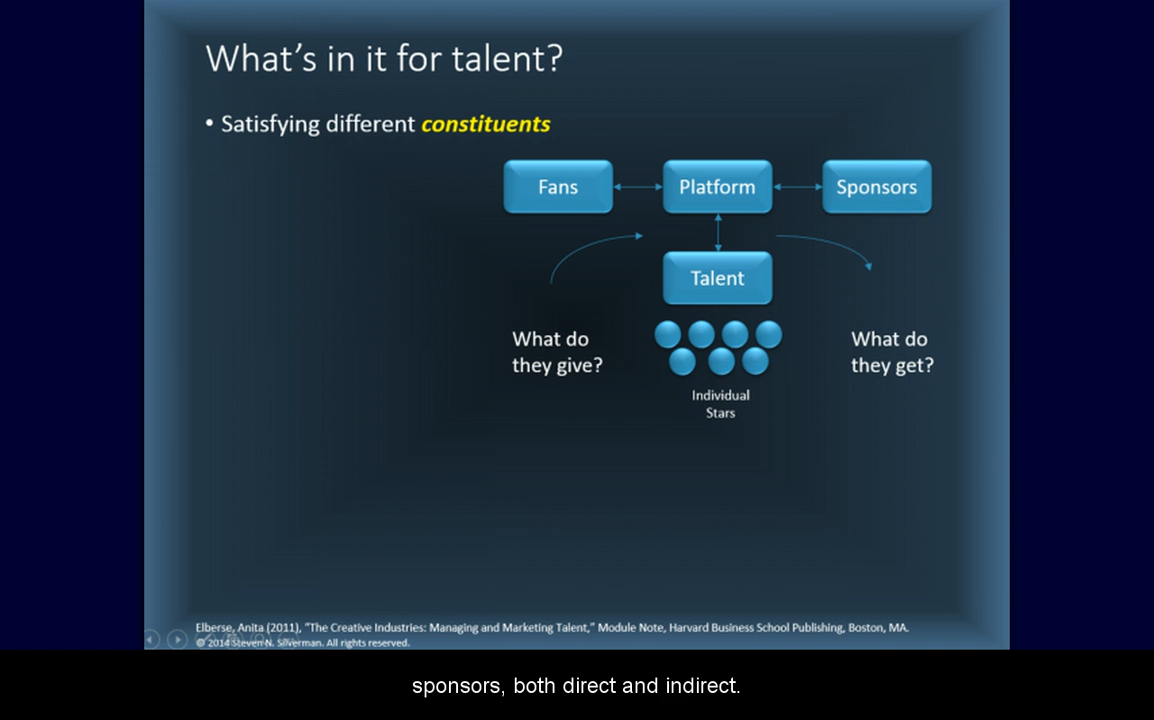 What's in it for talent?
• Satisfying different constituents
Fans
Platform
Sponsors
Talent
What do
they give?
What do
they get?
Individual
Stars
Elberse, Anita (2011), "The Creative Industries: Managing and Marketing Talent," Module Note, Harvard Business School Publishing, Boston, MA.
© 2014 Steven N. Silverman. All rights reserved.
sponsors, both direct and indirect.